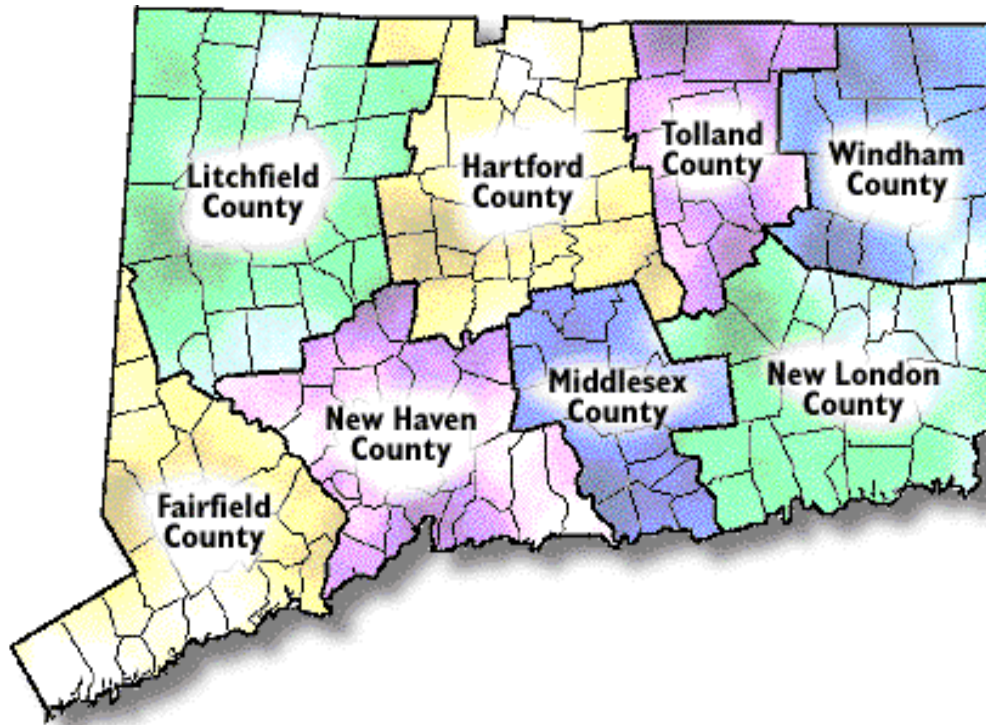 Litchfield
County
Hartford
County
Tolland
County
Windham
County
Fairfield
County
New Haven
County
Middlesex
County
New London
County